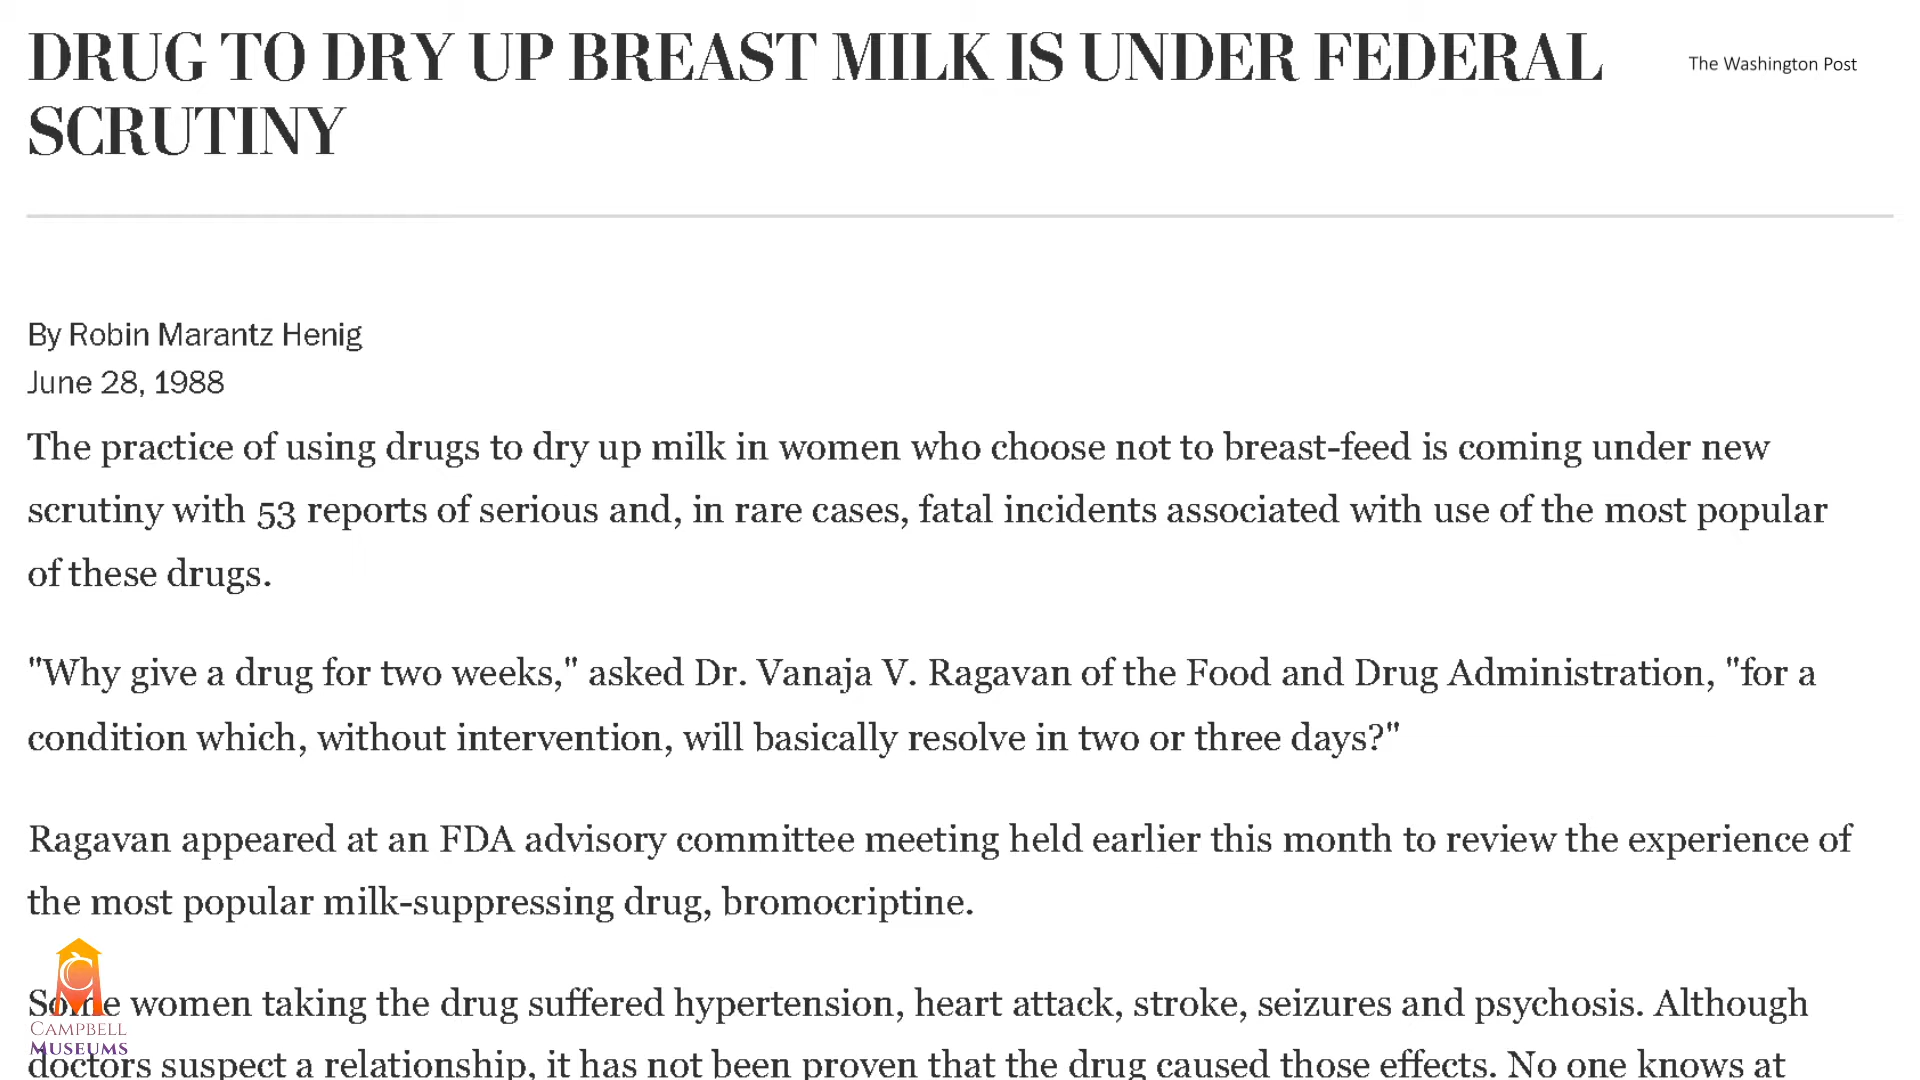 DRUG TO DRY UP BREAST MILK IS UNDER FEDERAL
SCRUTINY
The Washington Post
By Robin Marantz Henig
June 28, 1988
The practice of using drugs to dry up milk in women who choose not to breast-feed is coming under new
scrutiny with 53 reports of serious and, in rare cases, fatal incidents associated with use of the most popular
of these drugs.
"Why give a drug for two weeks," asked Dr. Vanaja V. Ragavan of the Food and Drug Administration, "for a
condition which, without intervention, will basically resolve in two or three days?"
Ragavan appeared at an FDA advisory committee meeting held earlier this month to review the experience of
the most popular milk-suppressing drug, bromocriptine.
Some women taking the drug suffered hypertension, heart attack, stroke, seizures and psychosis. Although
doctors suspect a relationship, it has not been proven that the drug caused those effects. No one knows at
C
CAMPBELL
MUSEUMS